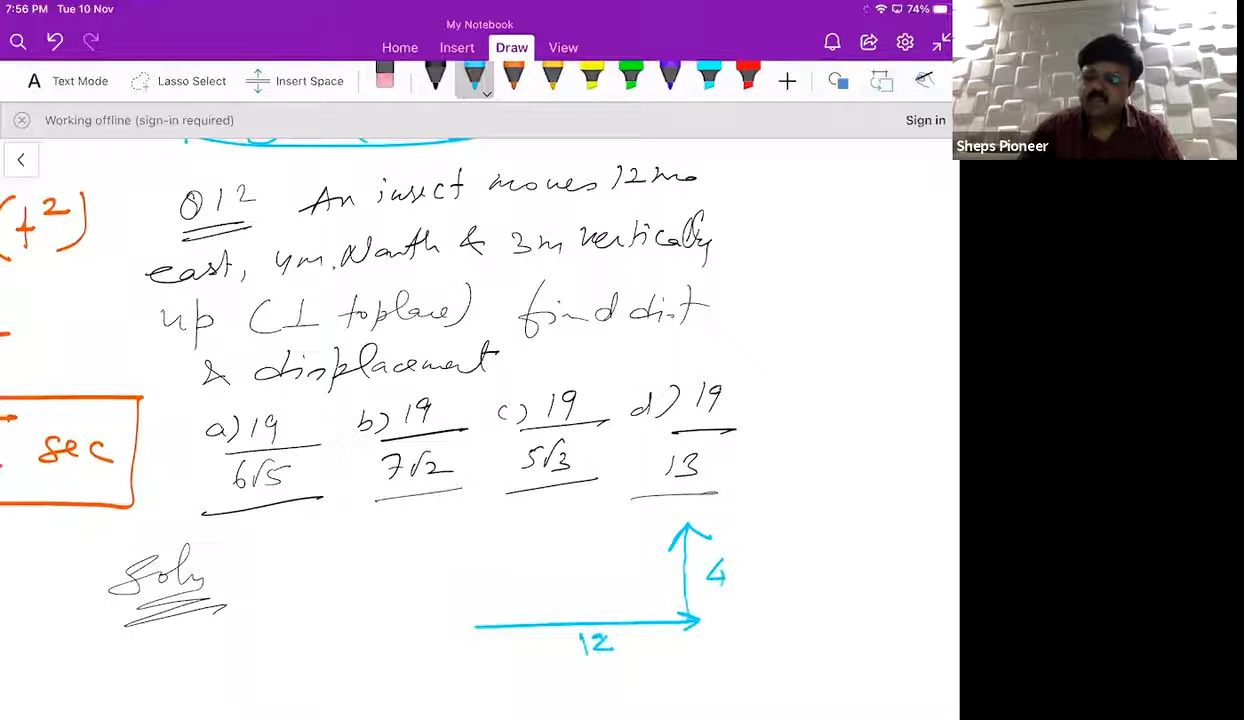 7:56 PM Tue 10 Nov
74%
My Notebook
Home Insert Draw View
A Text Mode Lasso Select Insert Space
Working offline (sign-in required) Sign in
Sheps Pioneer
(t²)
Q12 An insect moves 12m
east, 4m. North & 3m vertically
up (⊥ to plane) find dist
& displacement
a) 19 b) 19 c) 19 d) 19
6√5 7√2 5√3 13
sec
Soln
4
12